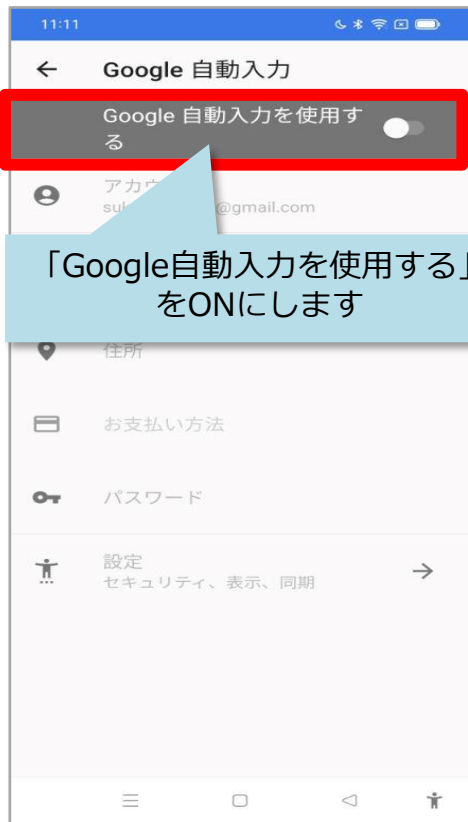 11:11
Google 自動入力
Google 自動入力を使用す
る
@gmail.com
「Google自動入力を使用する」
をONにします
住所
お支払い方法
パスワード
設定
セキュリティ、表示、同期